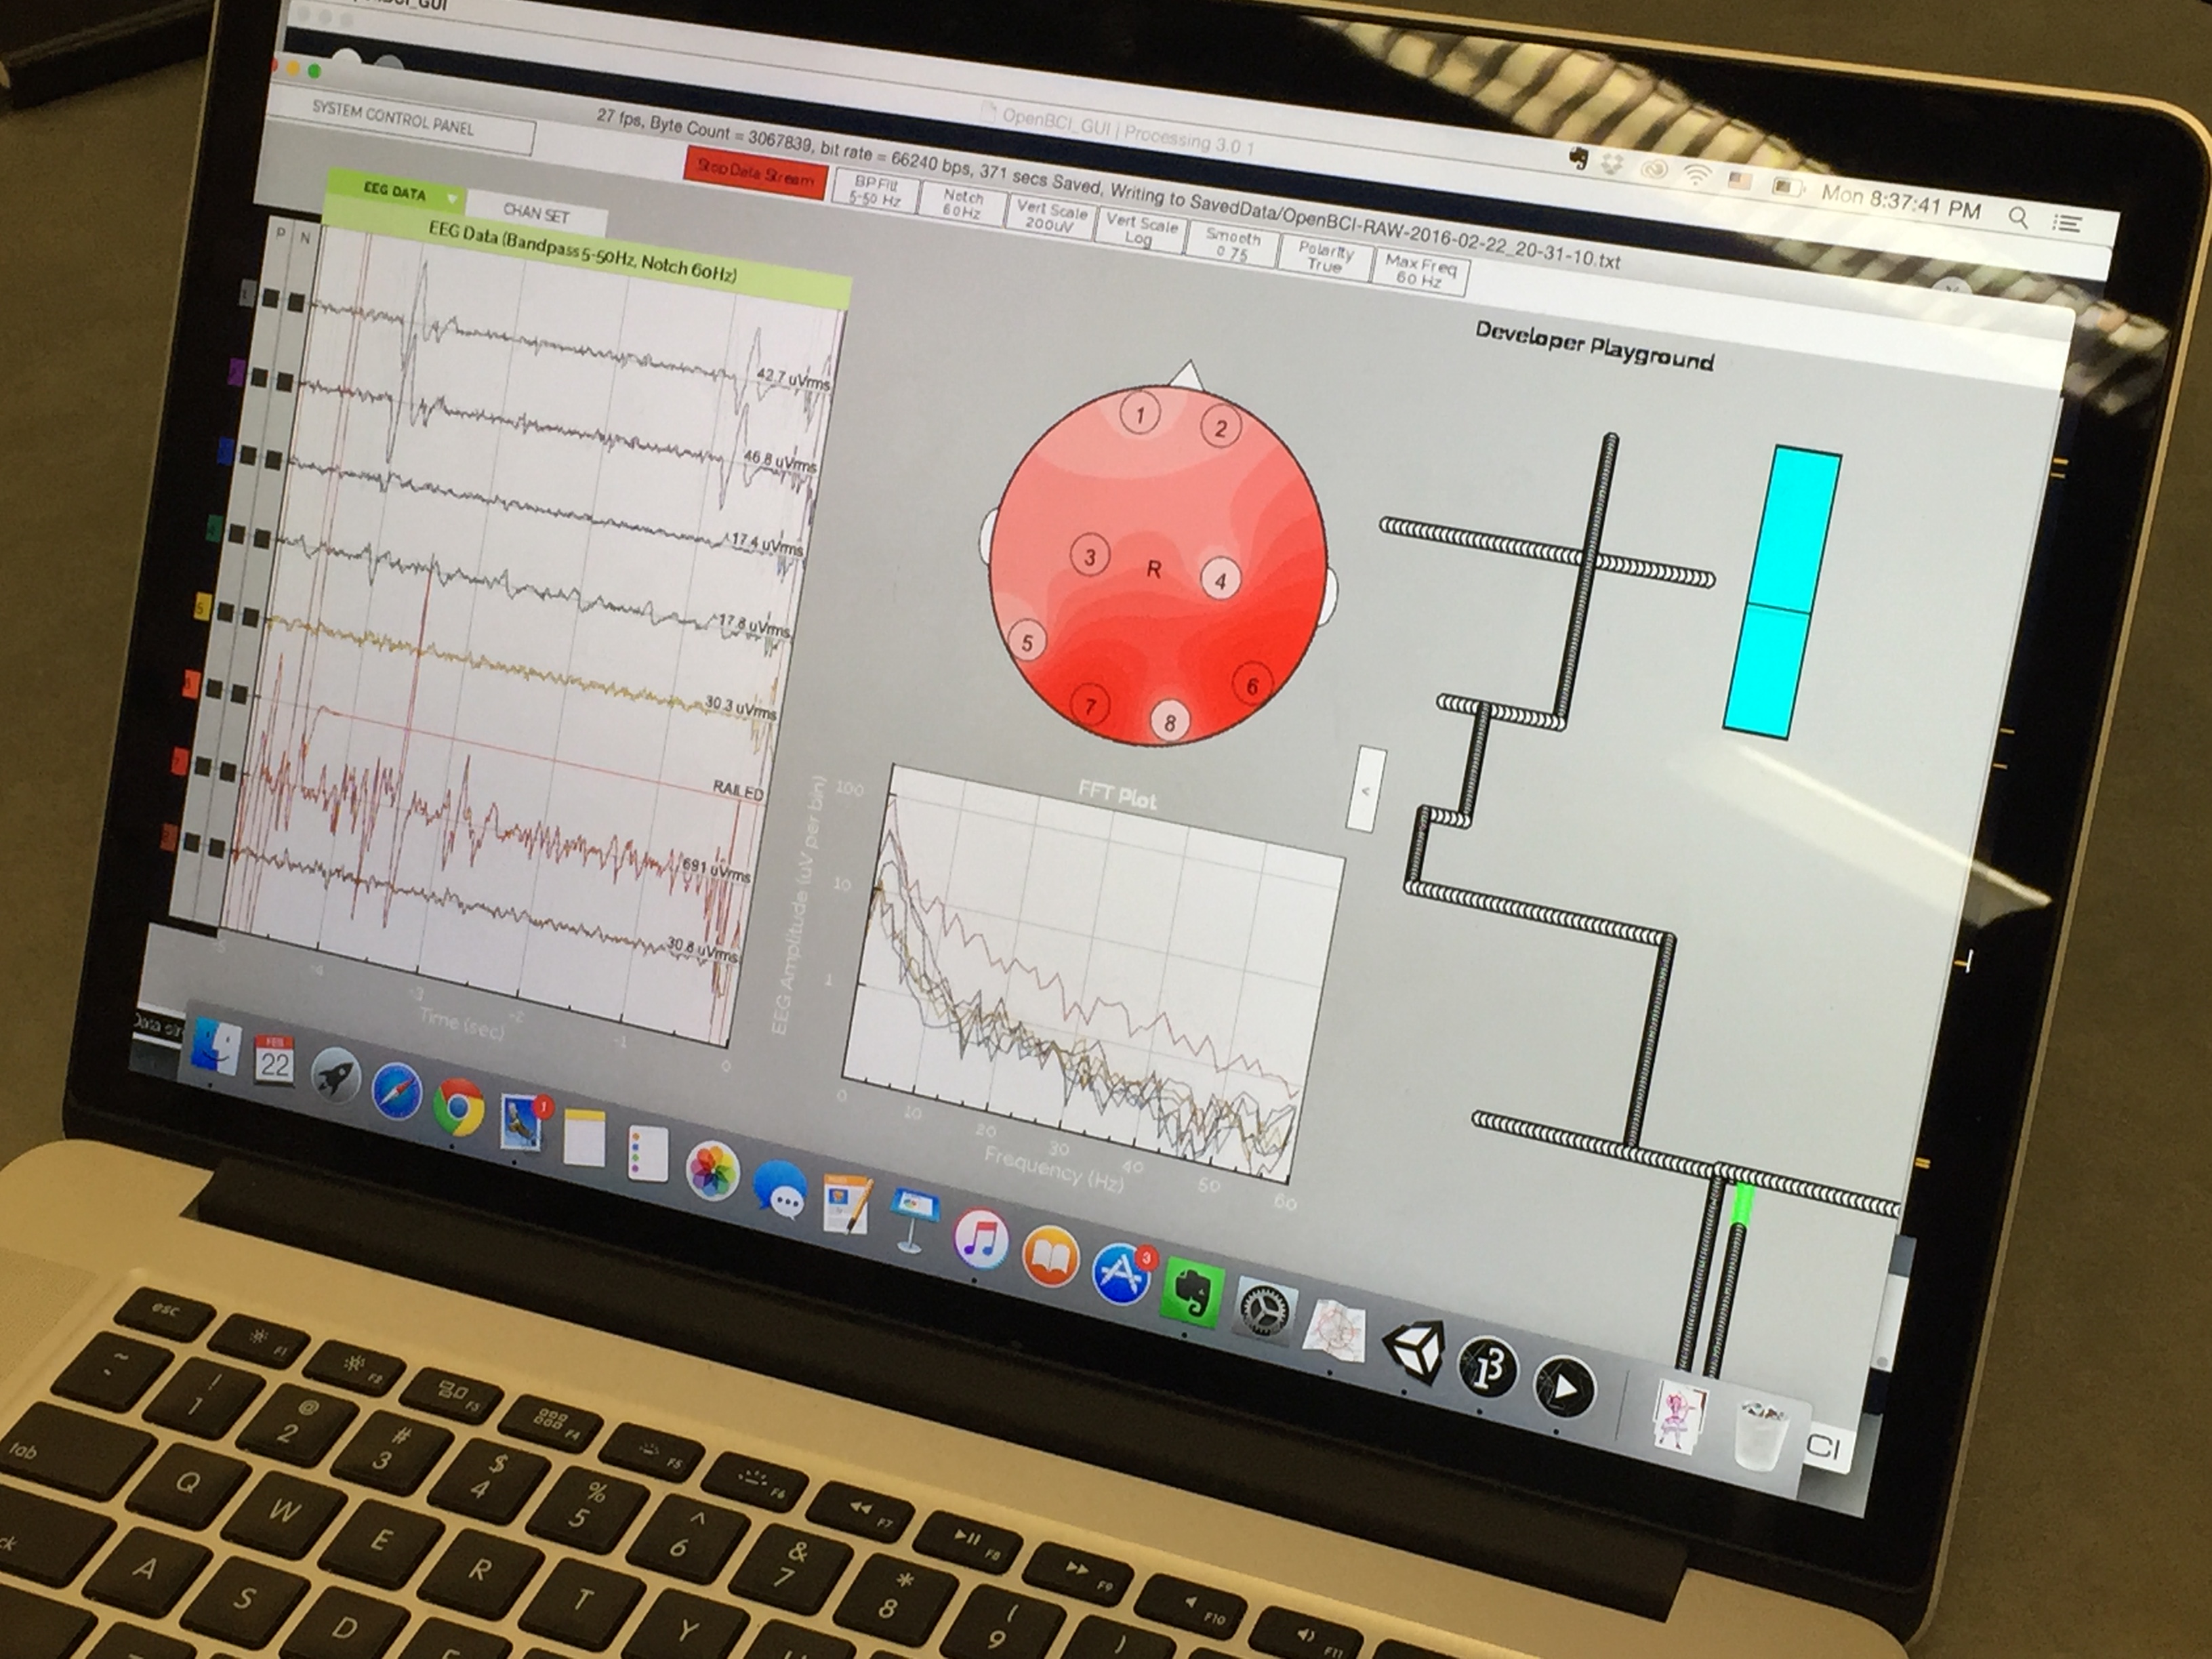 OpenBCI_GUI | Processing 3.0.1
Mon 8:37:41 PM
27 fps, Byte Count = 3067839, bit rate = 66240 bps, 371 secs Saved, Writing to SavedData/OpenBCI-RAW-2016-02-22_20-31-10.txt
SYSTEM CONTROL PANEL
Stop Data Stream
BP Filt
5-50 Hz
Notch
60Hz
Vert Scale
200uV
Vert Scale
Log
Smooth
0.75
Polarity
True
Max Freq
60 Hz
EEG DATA
CHAN SET
EEG Data (Bandpass 5-50Hz, Notch 60Hz)
P N
1
42.7 uVrms
46.8 uVrms
17.4 uVrms
17.8 uVrms
30.3 uVrms
RAILED
691 uVrms
30.8 uVrms
-4 -3 -2 -1 0
Time (sec)
1 2
3 R 4
5 6
7 8
Developer Playground
<
FFT Plot
100
10
1
EEG Amplitude (uV per bin)
0 10 20 30 40 50 60
Frequency (Hz)
FEB
22
1
3
3
CI
esc F1 F2 F3 F4 F5 F6 F7 F8 F9 F10 F11
~ ! @ # $ % ^ & * ( )
1 2 3 4 5 6 7 8 9
tab Q W E R T Y
A S D